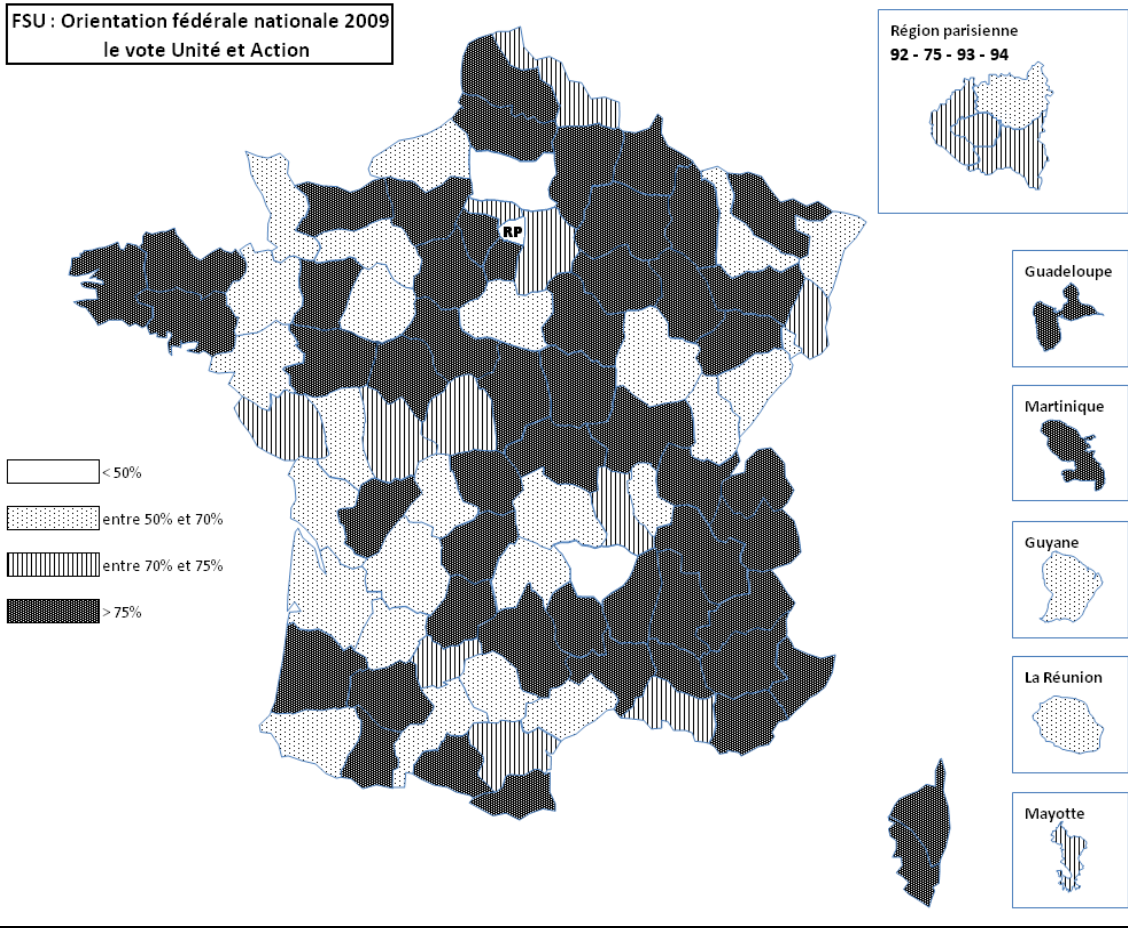 FSU : Orientation fédérale nationale 2009
le vote Unité et Action
Région parisienne
92 - 75 - 93 - 94
RP
Guadeloupe
Martinique
< 50%
entre 50% et 70%
entre 70% et 75%
> 75%
Guyane
La Réunion
Mayotte